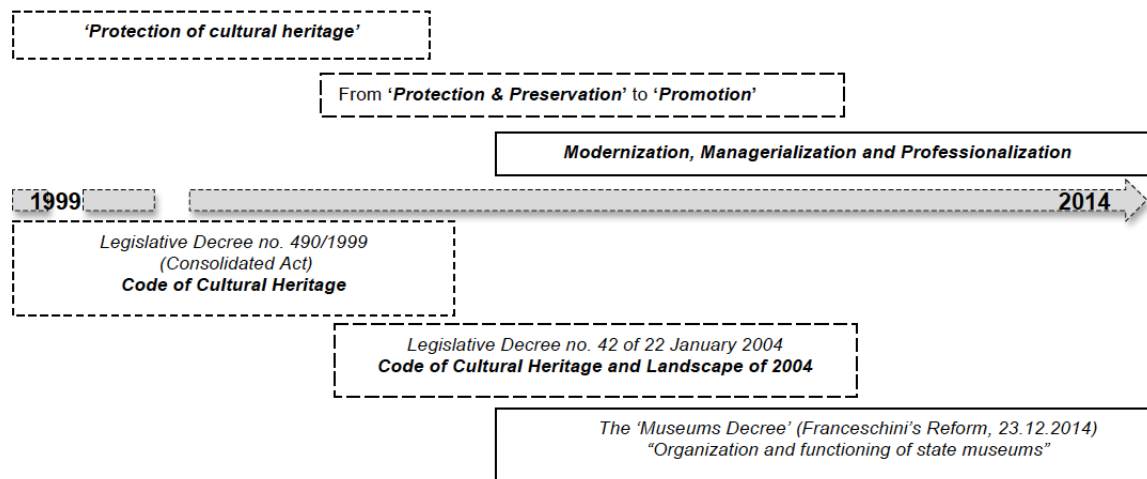 ‘Protection of cultural heritage’
From ‘Protection & Preservation’ to ‘Promotion’
Modernization, Managerialization and Professionalization
1999
2014
Legislative Decree no. 490/1999
(Consolidated Act)
Code of Cultural Heritage
Legislative Decree no. 42 of 22 January 2004
Code of Cultural Heritage and Landscape of 2004
The ‘Museums Decree’ (Franceschini’s Reform, 23.12.2014)
“Organization and functioning of state museums”